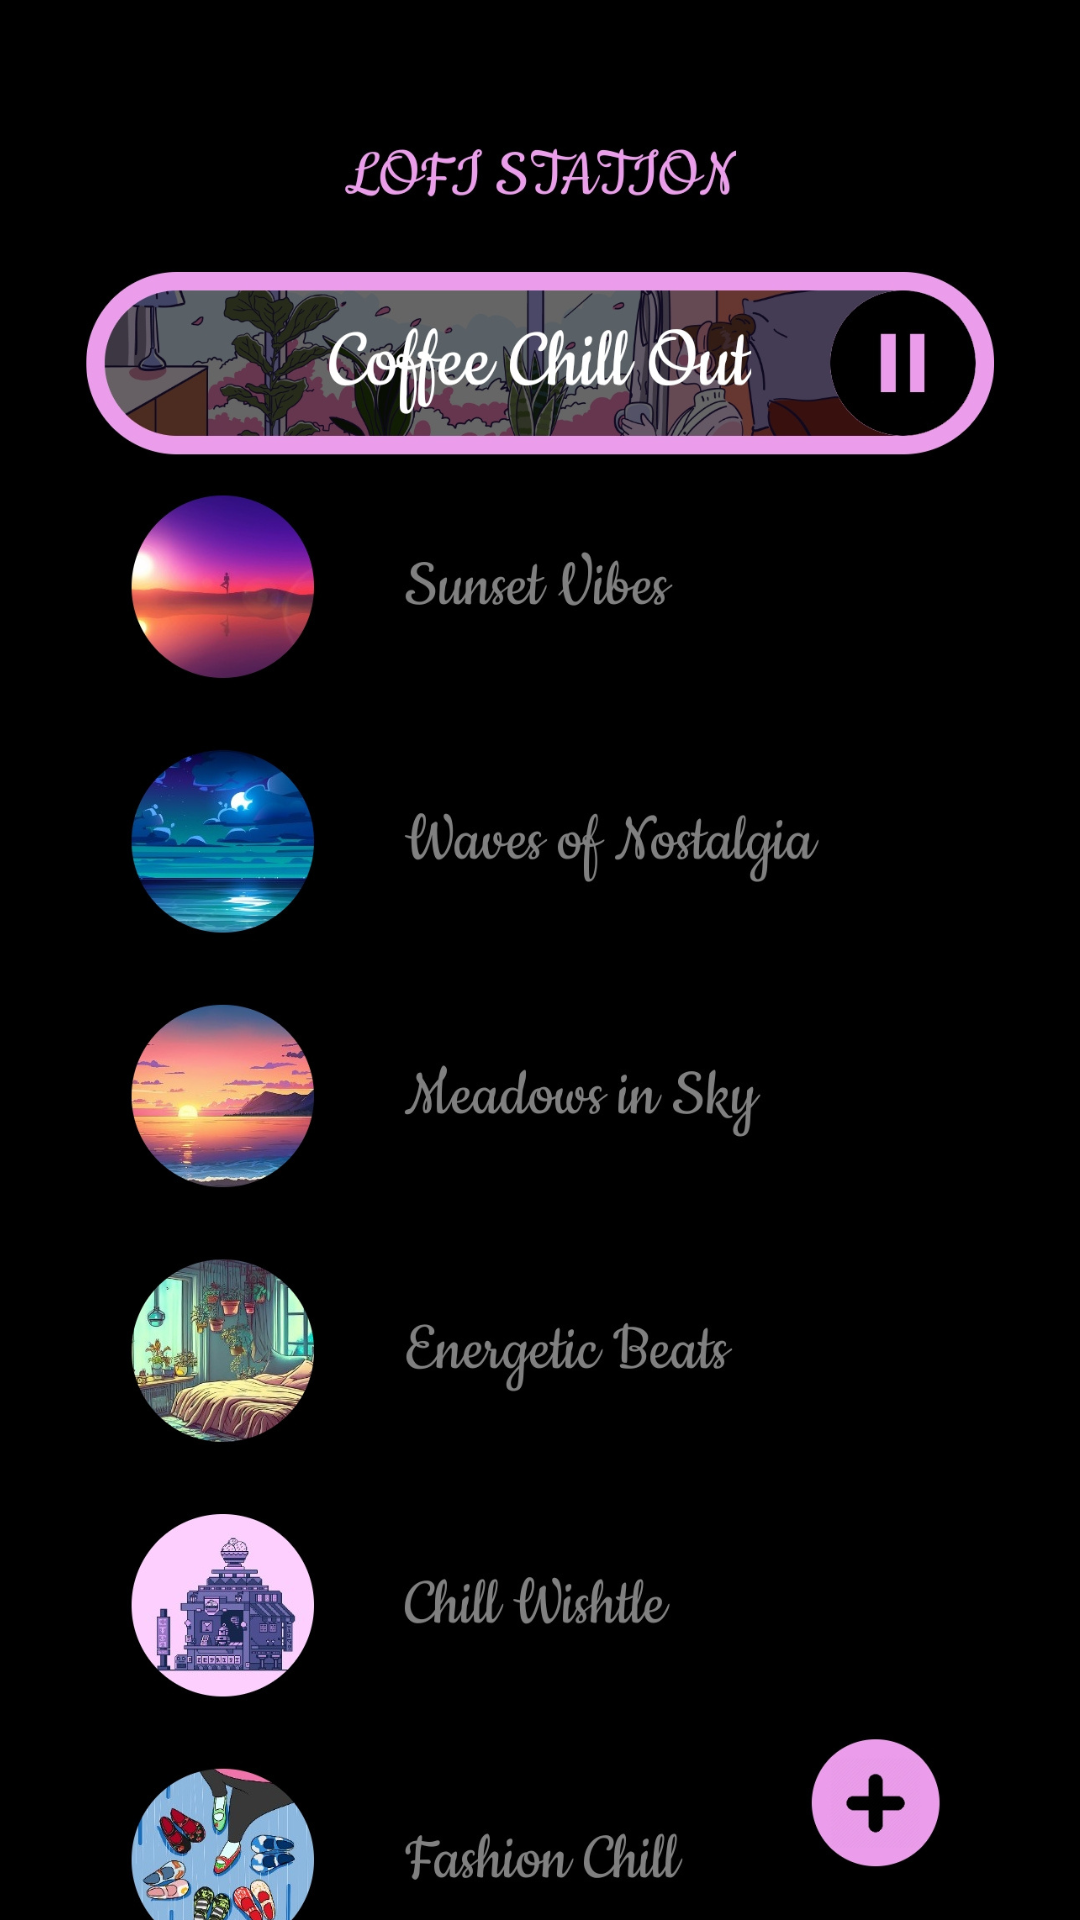 LOFI STATION
Coffee Chill Out
Sunset Vibes
Waves of Nostalgia
Meadows in Sky
Energetic Beats
Chill Wishtle
Fashion Chill